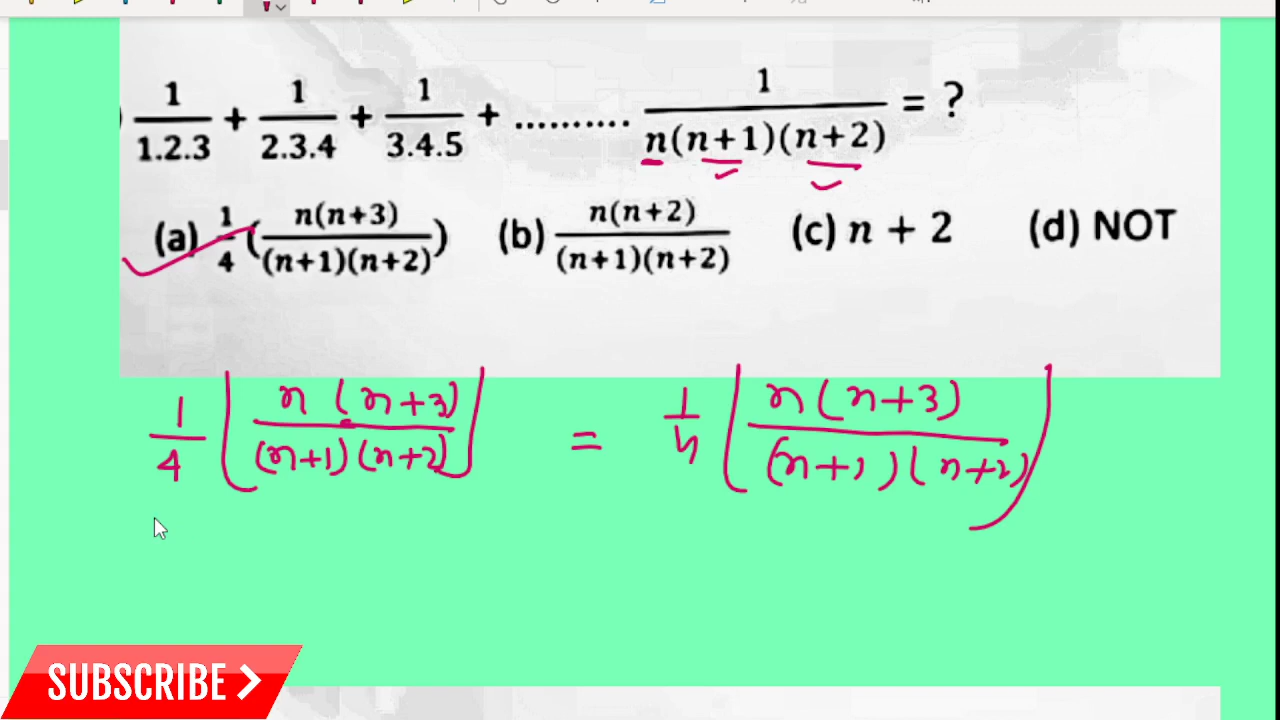 1/1.2.3 + 1/2.3.4 + 1/3.4.5 + .......... 1/n(n+1)(n+2) = ?
(a) 1/4 (n(n+3)/(n+1)(n+2)) (b) n(n+2)/(n+1)(n+2) (c) n + 2 (d) NOT
1/4 [n(n+3)/(n+1)(n+2)] = 1/4 [n(n+3)/(n+1)(n+2)]
SUBSCRIBE